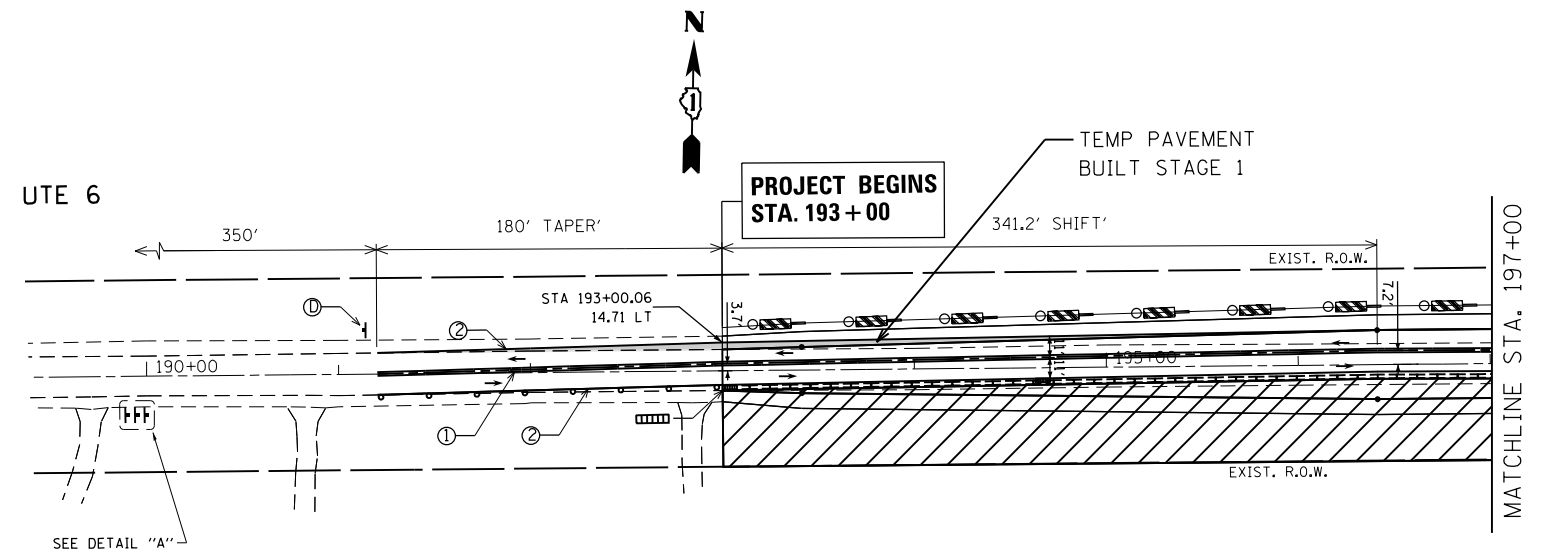 N
1
UTE 6
350'
180' TAPER'
PROJECT BEGINS
STA. 193+00
341.2' SHIFT'
TEMP PAVEMENT
BUILT STAGE 1
EXIST. R.O.W.
MATCHLINE STA. 197+00
D
2
STA 193+00.06
14.71 LT
3.7'
7.2'
190+00
11'
11'
195+00
1
2
EXIST. R.O.W.
SEE DETAIL "A"